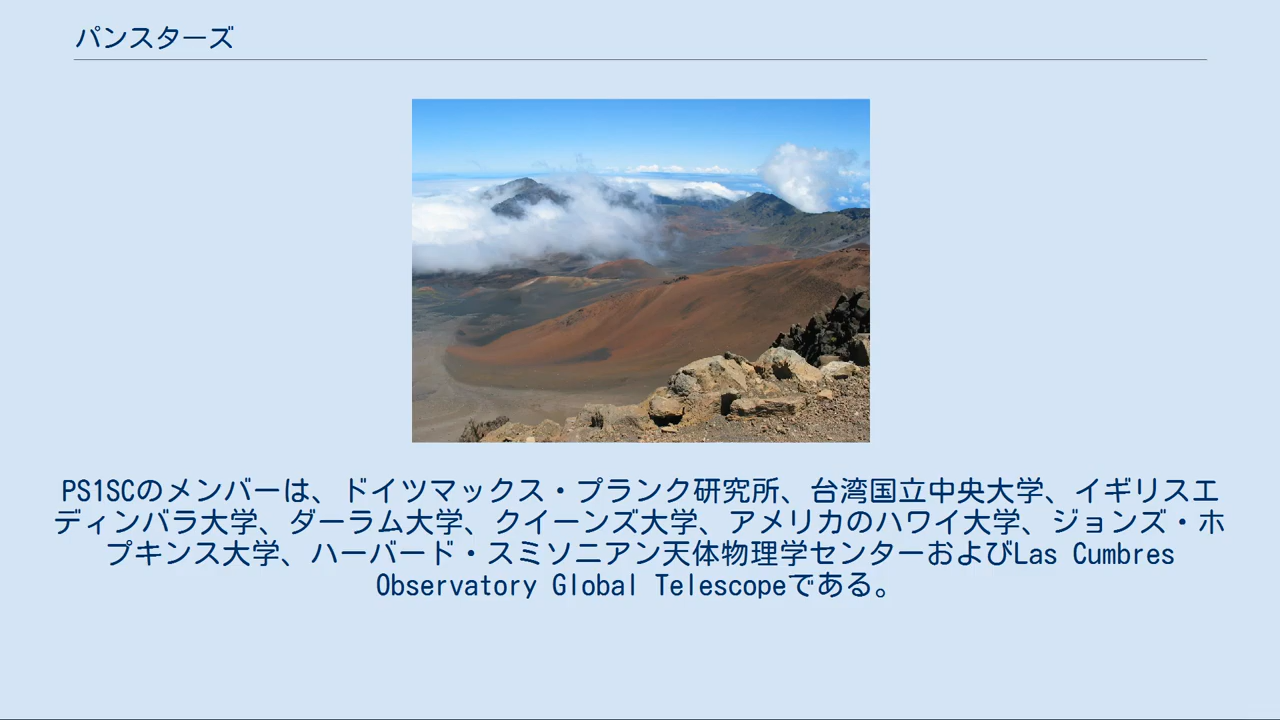 パンスターズ
PS1SCのメンバーは、ドイツマックス・プランク研究所、台湾国立中央大学、イギリスエ
ディンバラ大学、ダーラム大学、クイーンズ大学、アメリカのハワイ大学、ジョンズ・ホ
プキンス大学、ハーバード・スミソニアン天体物理学センターおよびLas Cumbres
Observatory Global Telescopeである。